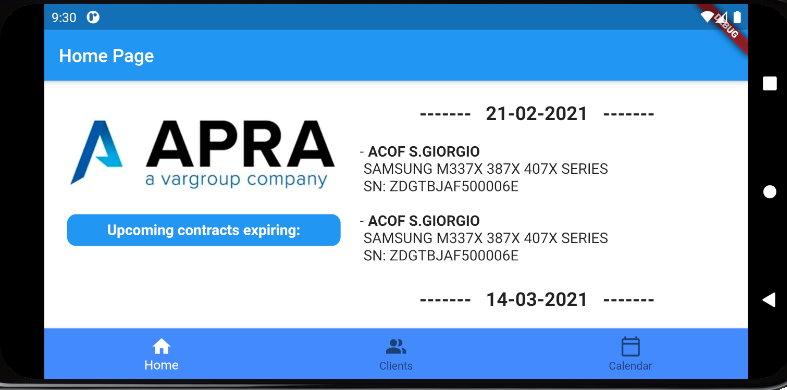 9:30
DEBUG
Home Page
APRA
a vargroup company
Upcoming contracts expiring:
------- 21-02-2021 -------
- ACOF S.GIORGIO
SAMSUNG M337X 387X 407X SERIES
SN: ZDGTBJAF500006E
- ACOF S.GIORGIO
SAMSUNG M337X 387X 407X SERIES
SN: ZDGTBJAF500006E
------- 14-03-2021 -------
Home
Clients
Calendar